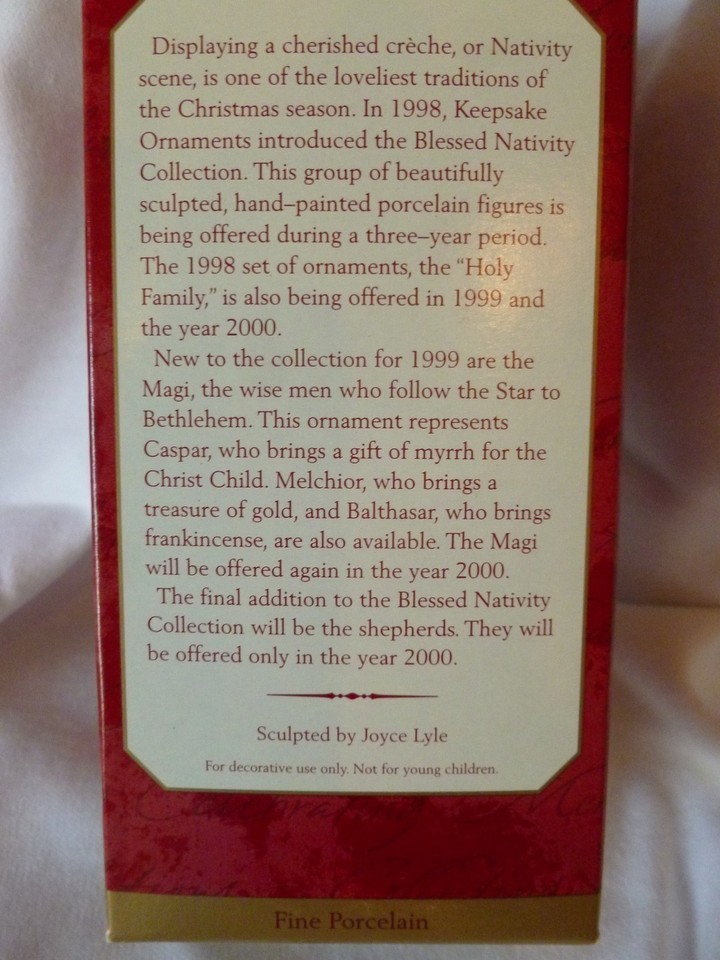 Displaying a cherished crèche, or Nativity
scene, is one of the loveliest traditions of
the Christmas season. In 1998, Keepsake
Ornaments introduced the Blessed Nativity
Collection. This group of beautifully
sculpted, hand–painted porcelain figures is
being offered during a three–year period.
The 1998 set of ornaments, the “Holy
Family,” is also being offered in 1999 and
the year 2000.
New to the collection for 1999 are the
Magi, the wise men who follow the Star to
Bethlehem. This ornament represents
Caspar, who brings a gift of myrrh for the
Christ Child. Melchior, who brings a
treasure of gold, and Balthasar, who brings
frankincense, are also available. The Magi
will be offered again in the year 2000.
The final addition to the Blessed Nativity
Collection will be the shepherds. They will
be offered only in the year 2000.
Sculpted by Joyce Lyle
For decorative use only. Not for young children.
Fine Porcelain